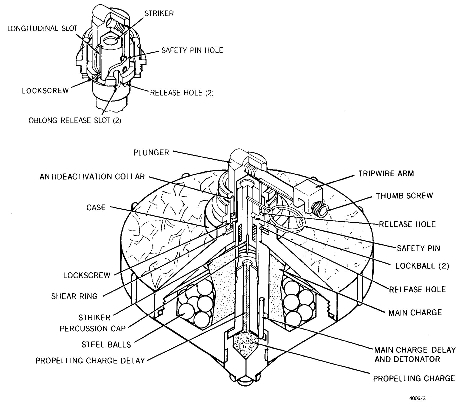 STRIKER
LONGITUDINAL SLOT
SAFETY PIN HOLE
LOCKSCREW
RELEASE HOLE (2)
OBLONG RELEASE SLOT (2)
PLUNGER
TRIPWIRE ARM
ANTIDEACTIVATION COLLAR
THUMB SCREW
CASE
RELEASE HOLE
SAFETY PIN
LOCKBALL (2)
LOCKSCREW
RELEASE HOLE
SHEAR RING
MAIN CHARGE
STRIKER
PERCUSSION CAP
STEEL BALLS
MAIN CHARGE DELAY
AND DETONATOR
PROPELLING CHARGE DELAY
PROPELLING CHARGE